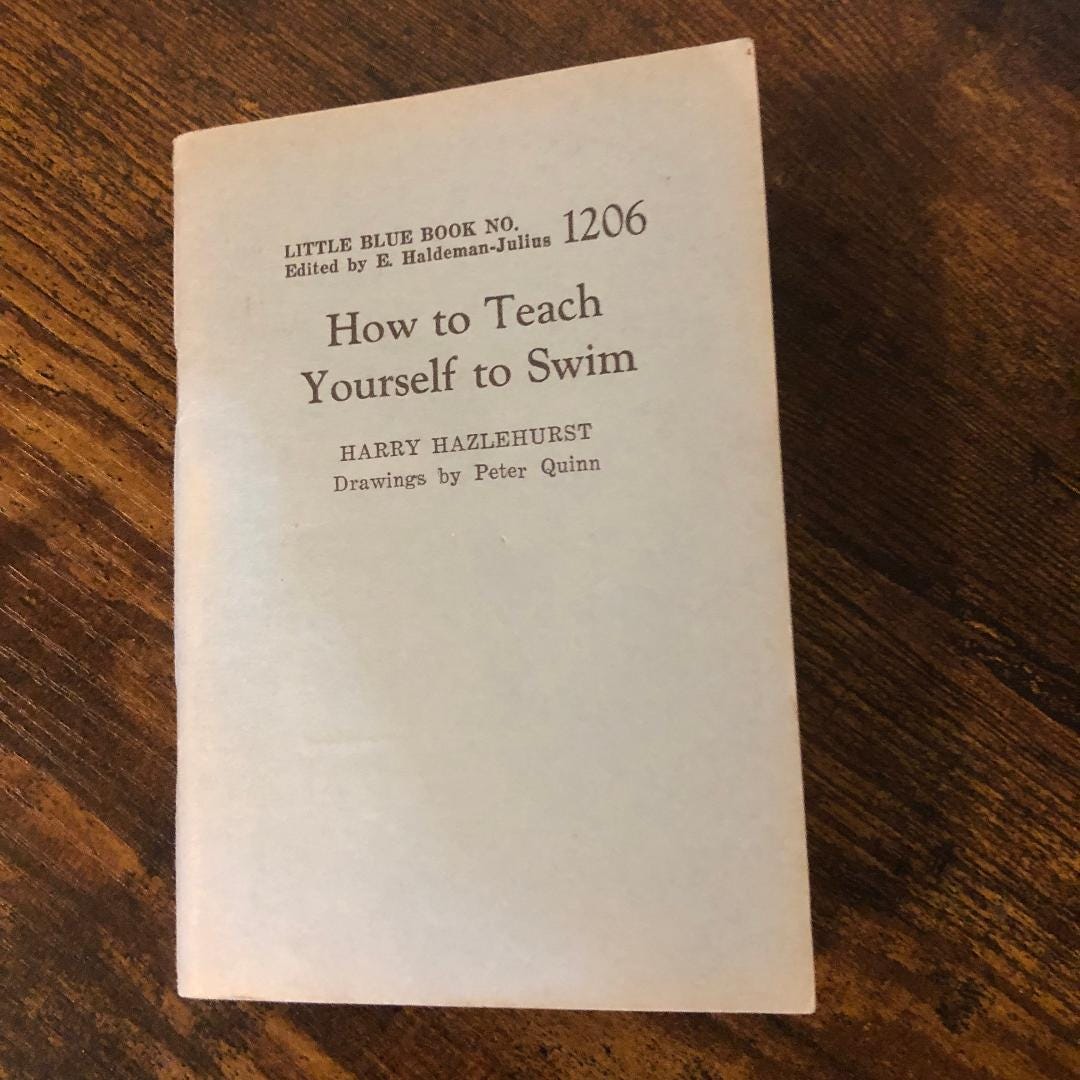 LITTLE BLUE BOOK NO. 1206
Edited by E. Haldeman-Julius
How to Teach
Yourself to Swim
HARRY HAZLEHURST
Drawings by Peter Quinn